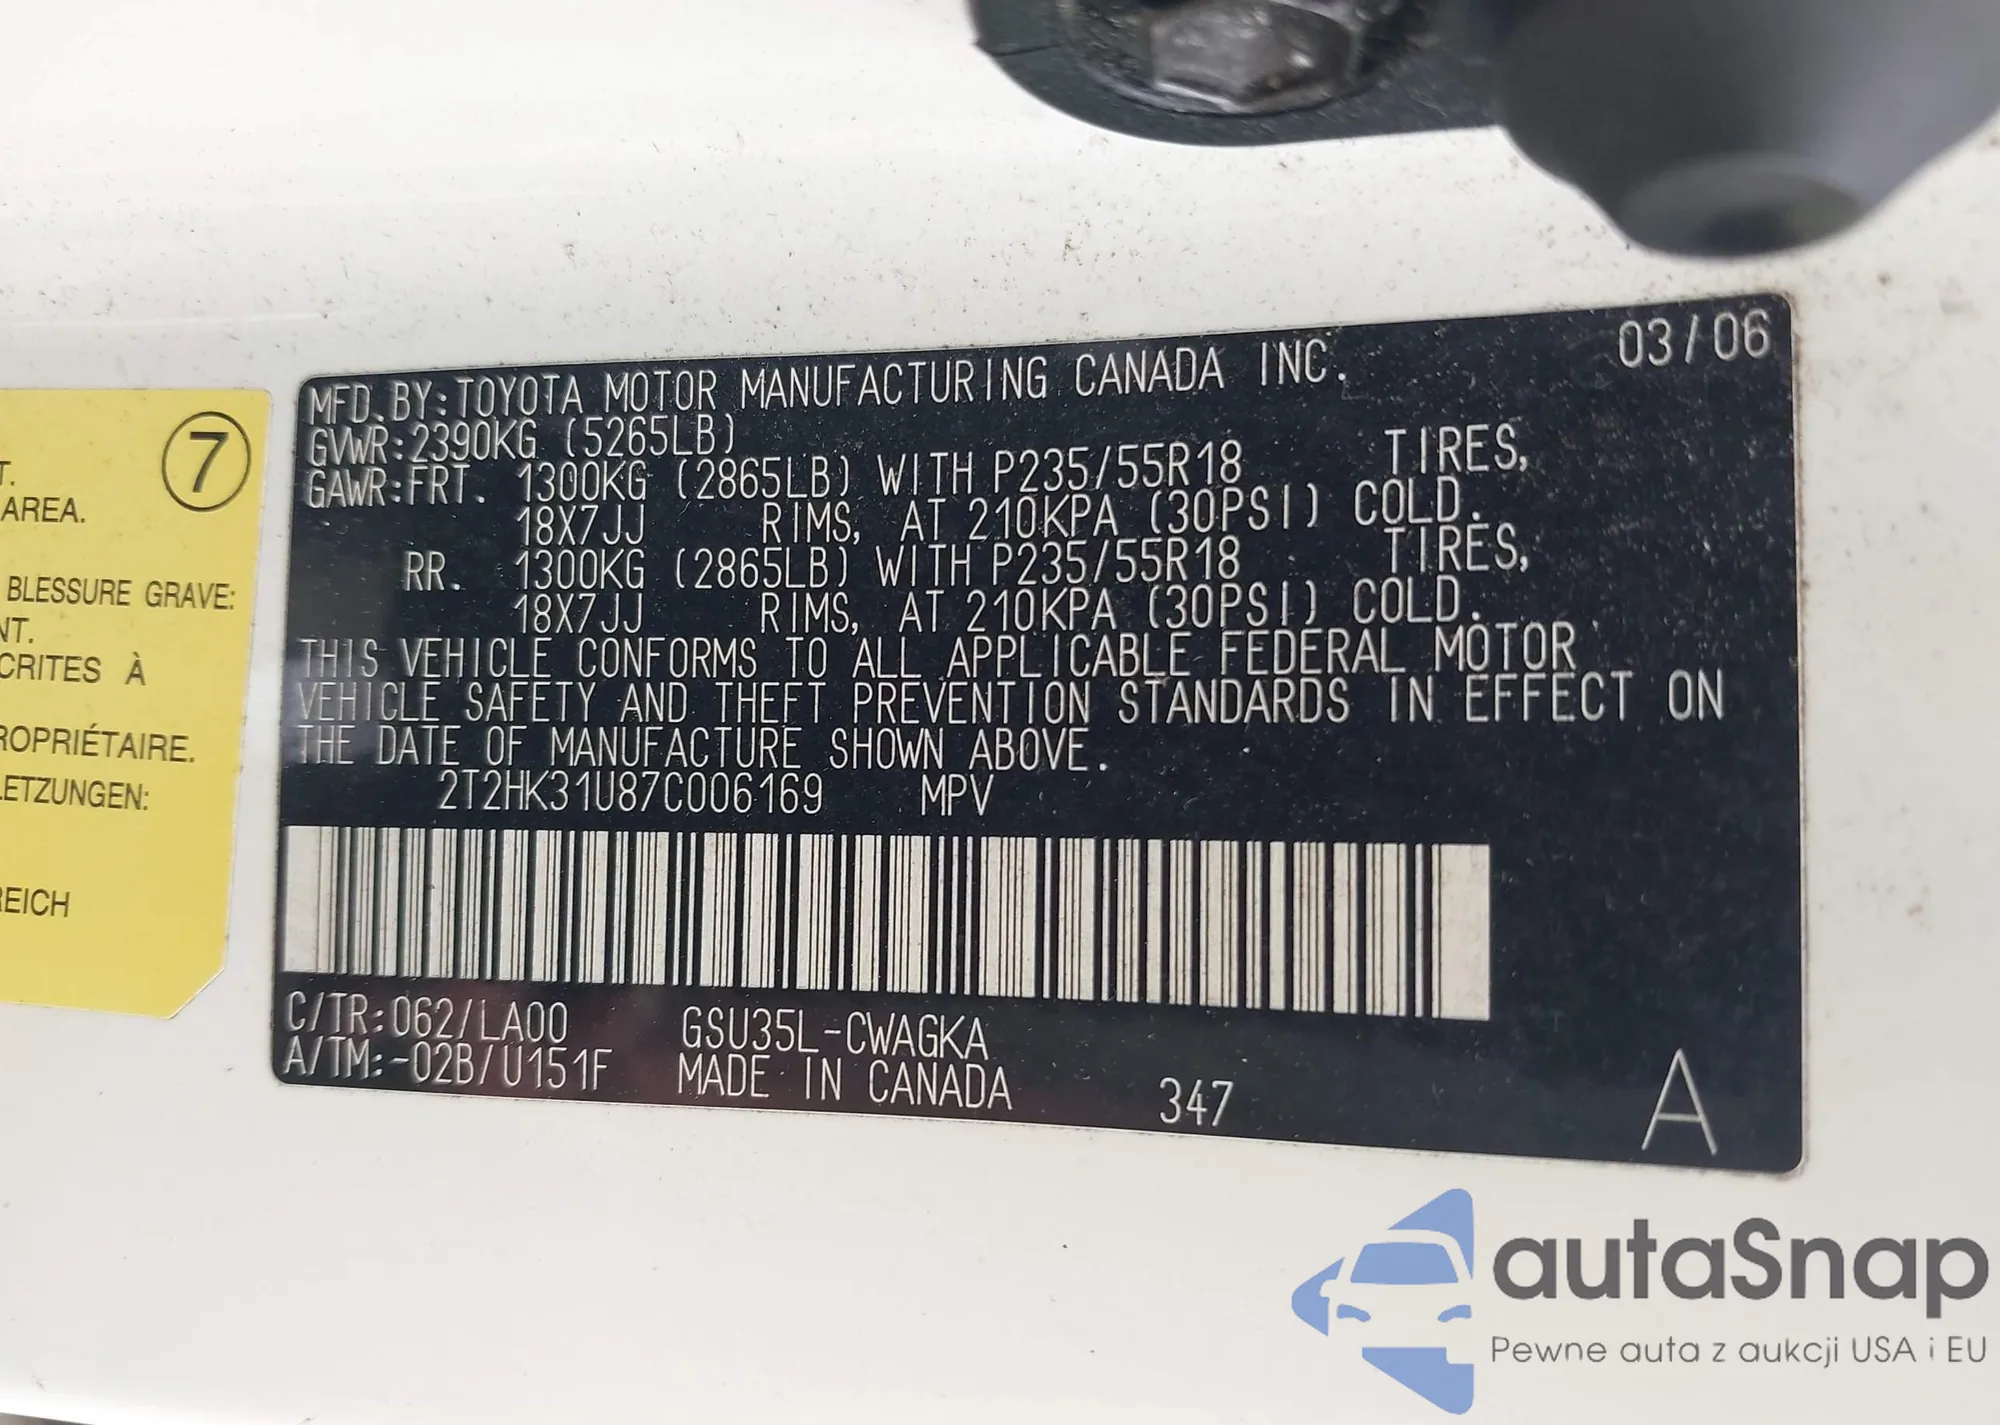 7
T.
AREA.
BLESSURE GRAVE:
NT.
CRITES À
ROPRIÉTAIRE.
LETZUNGEN:
REICH
03/06
MFD.BY:TOYOTA MOTOR MANUFACTURING CANADA INC.
GVWR:2390KG (5265LB)
GAWR:FRT. 1300KG (2865LB) WITH P235/55R18 TIRES,
18X7JJ RIMS, AT 210KPA (30PSI) COLD.
RR. 1300KG (2865LB) WITH P235/55R18 TIRES,
18X7JJ RIMS, AT 210KPA (30PSI) COLD.
THIS VEHICLE CONFORMS TO ALL APPLICABLE FEDERAL MOTOR
VEHICLE SAFETY AND THEFT PREVENTION STANDARDS IN EFFECT ON
THE DATE OF MANUFACTURE SHOWN ABOVE.
2T2HK31U87C006169 MPV
C/TR:062/LA00 GSU35L-CWAGKA
A/TM:-02B/U151F MADE IN CANADA 347 A
autaSnap
Pewne auta z aukcji USA i EU